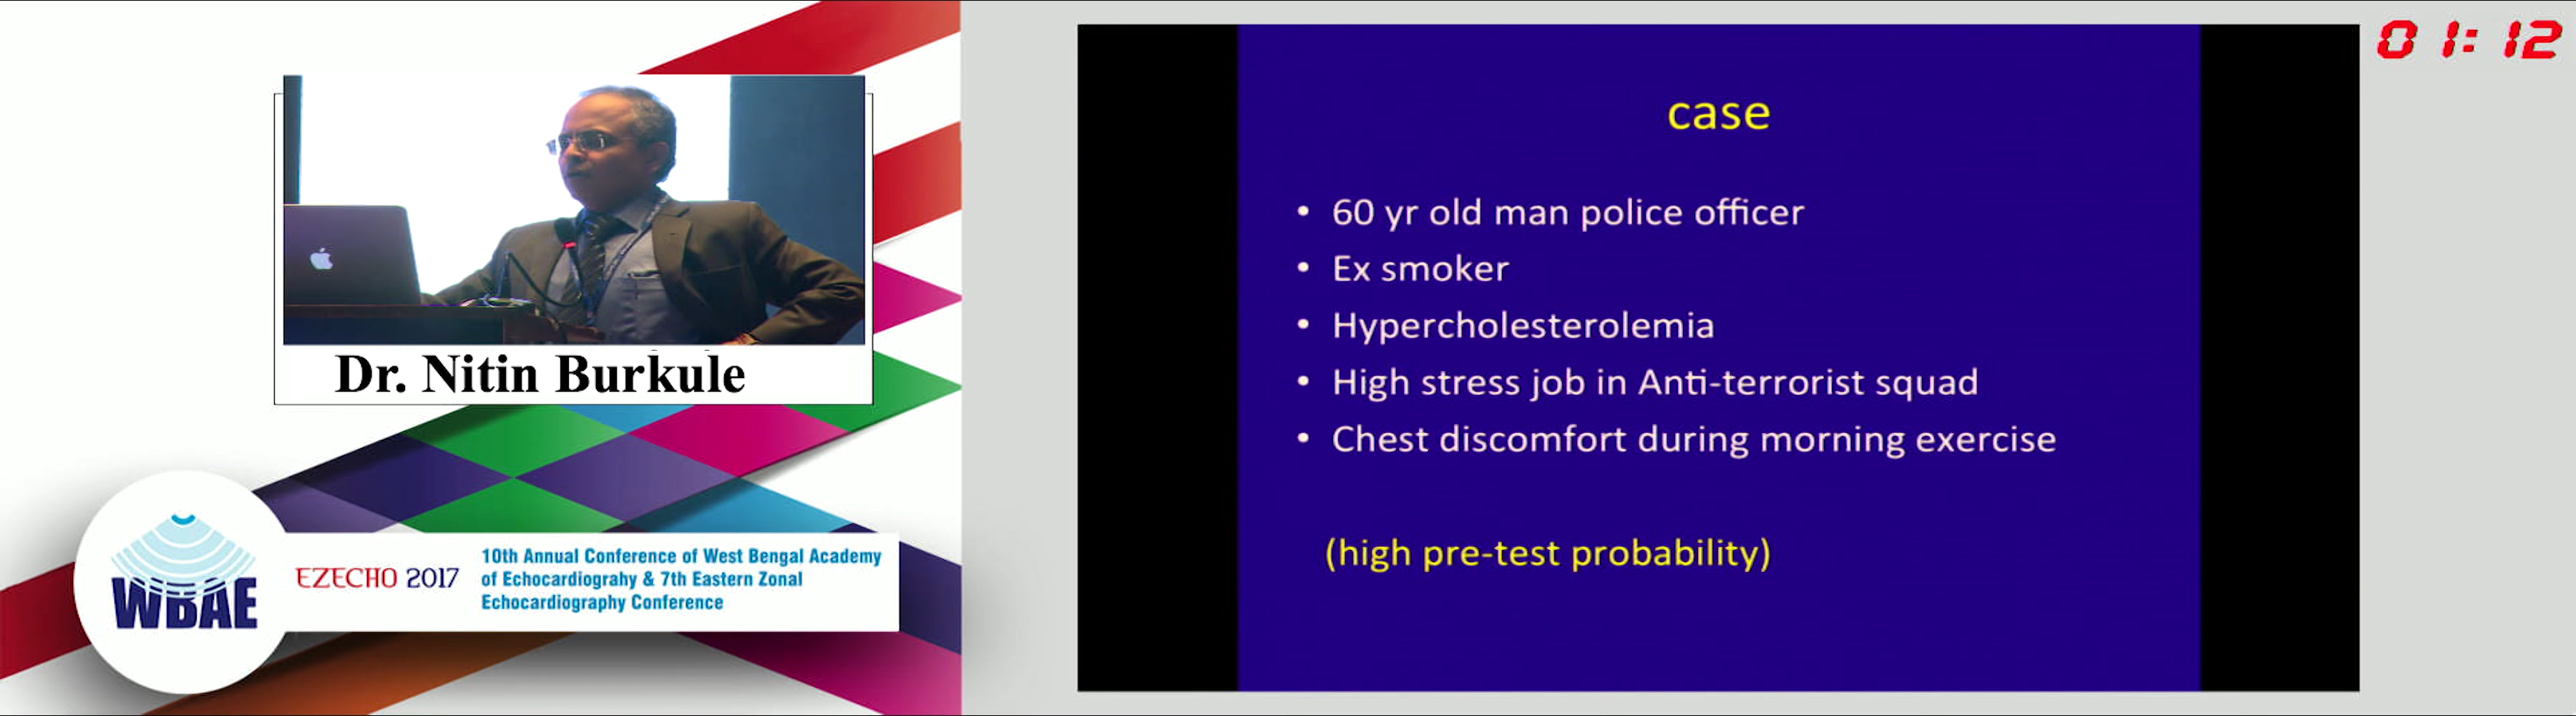 01:12
case
• 60 yr old man police officer
• Ex smoker
• Hypercholesterolemia
• High stress job in Anti-terrorist squad
• Chest discomfort during morning exercise
(high pre-test probability)
Dr. Nitin Burkule
WBAE
EZECHO 2017
10th Annual Conference of West Bengal Academy
of Echocardiograhy & 7th Eastern Zonal
Echocardiography Conference